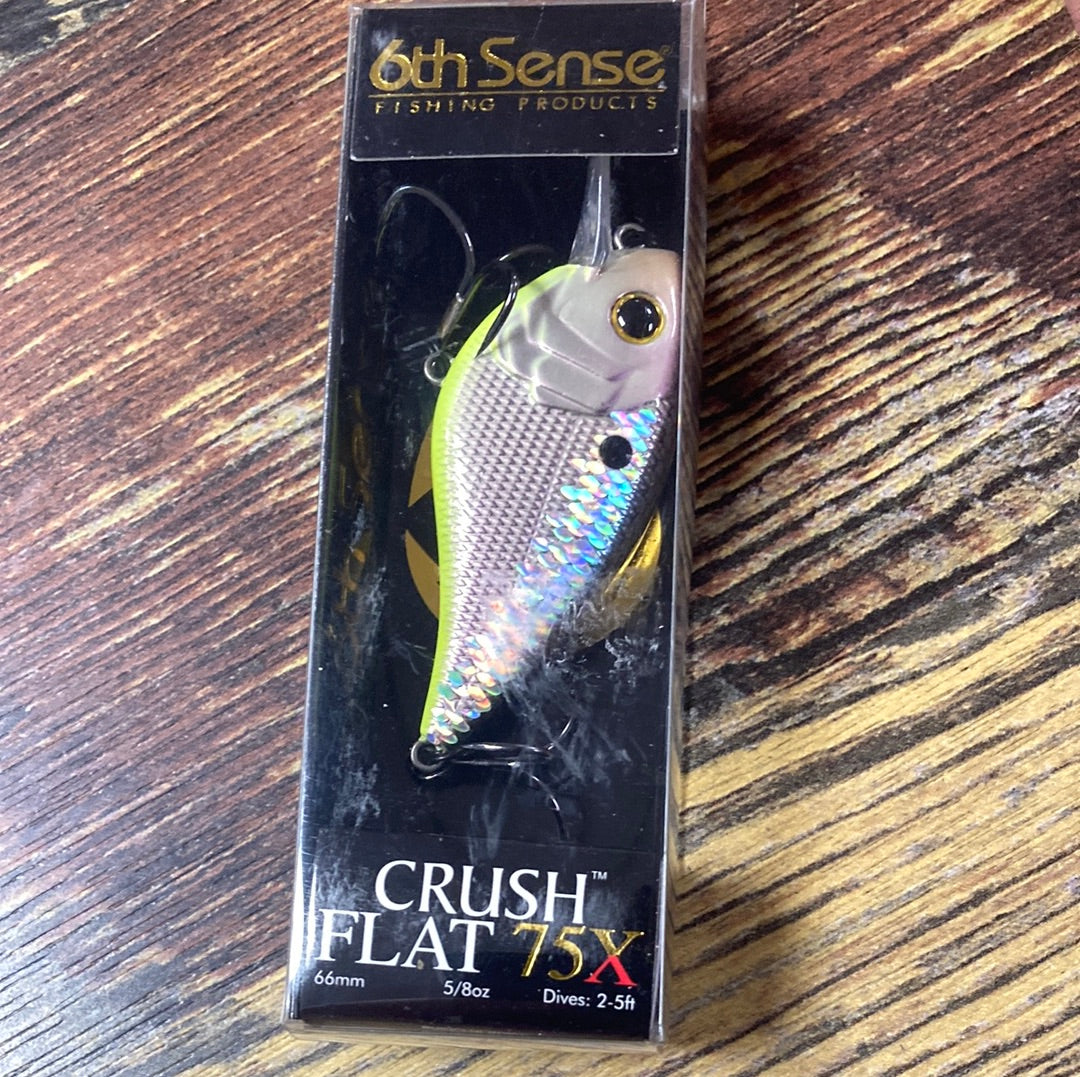 6th Sense®
FISHING PRODUCTS
CRUSH™
FLAT 75X
66mm 5/8oz Dives: 2-5ft